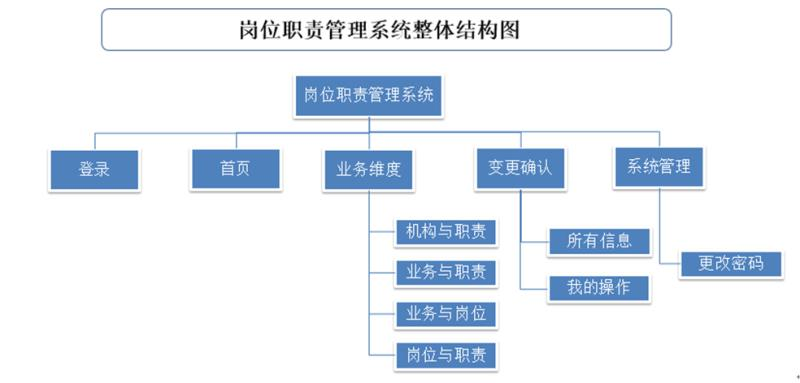 岗位职责管理系统整体结构图
岗位职责管理系统
登录
首页
业务维度
变更确认
系统管理
机构与职责
业务与职责
业务与岗位
岗位与职责
所有信息
我的操作
更改密码